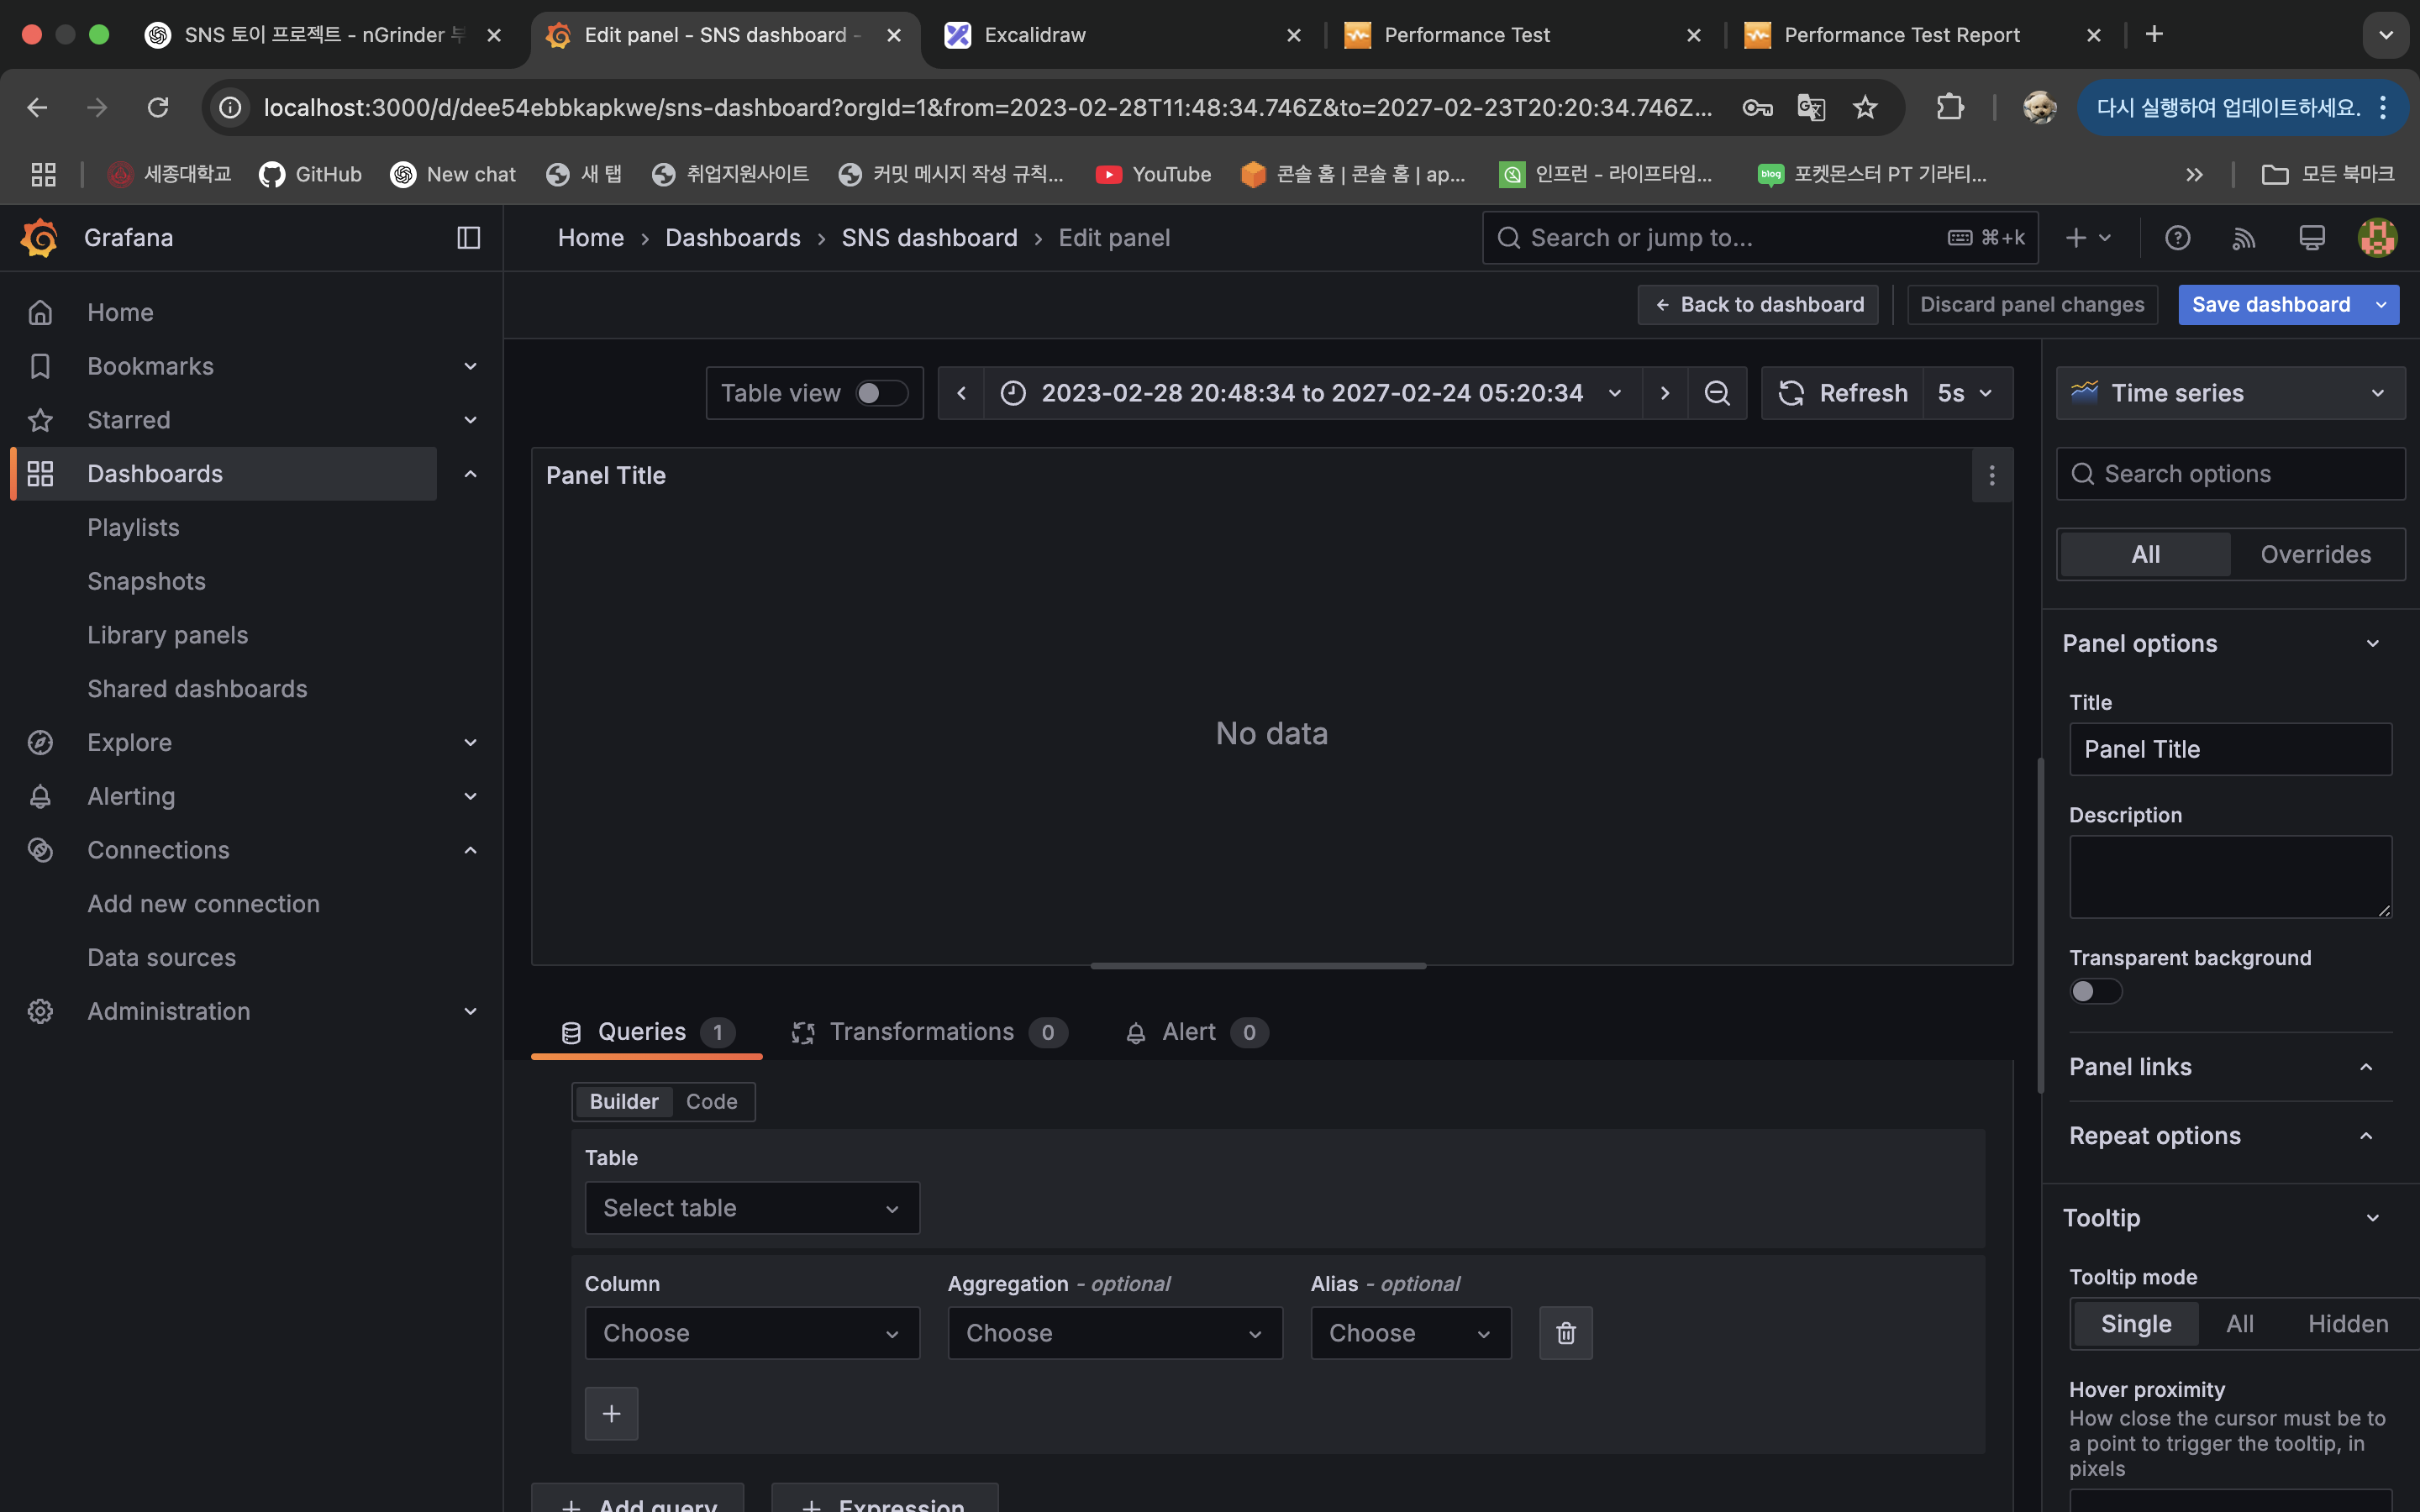 SNS 토이 프로젝트 - nGrinder
Edit panel - SNS dashboard -
Excalidraw
Performance Test
Performance Test Report
localhost:3000/d/dee54ebbkapkwe/sns-dashboard?orgId=1&from=2023-02-28T11:48:34.746Z&to=2027-02-23T20:20:34.746Z...
다시 실행하여 업데이트하세요.
세종대학교
GitHub
New chat
새 탭
취업지원사이트
커밋 메시지 작성 규칙...
YouTube
콘솔 홈 | 콘솔 홈 | ap...
인프런 - 라이프타임...
blog
포켓몬스터 PT 기라티...
모든 북마크
Grafana
Home › Dashboards › SNS dashboard › Edit panel
Search or jump to...
⌘+k
Back to dashboard
Discard panel changes
Save dashboard
Home
Bookmarks
Starred
Dashboards
Playlists
Snapshots
Library panels
Shared dashboards
Explore
Alerting
Connections
Add new connection
Data sources
Administration
Table view
2023-02-28 20:48:34 to 2027-02-24 05:20:34
Refresh
5s
Panel Title
No data
Queries 1
Transformations 0
Alert 0
Builder
Code
Table
Select table
Column
Aggregation - optional
Alias - optional
Choose
Choose
Choose
+ Add query
+ Expression
Time series
Search options
All
Overrides
Panel options
Title
Panel Title
Description
Transparent background
Panel links
Repeat options
Tooltip
Tooltip mode
Single
All
Hidden
Hover proximity
How close the cursor must be to
a point to trigger the tooltip, in
pixels